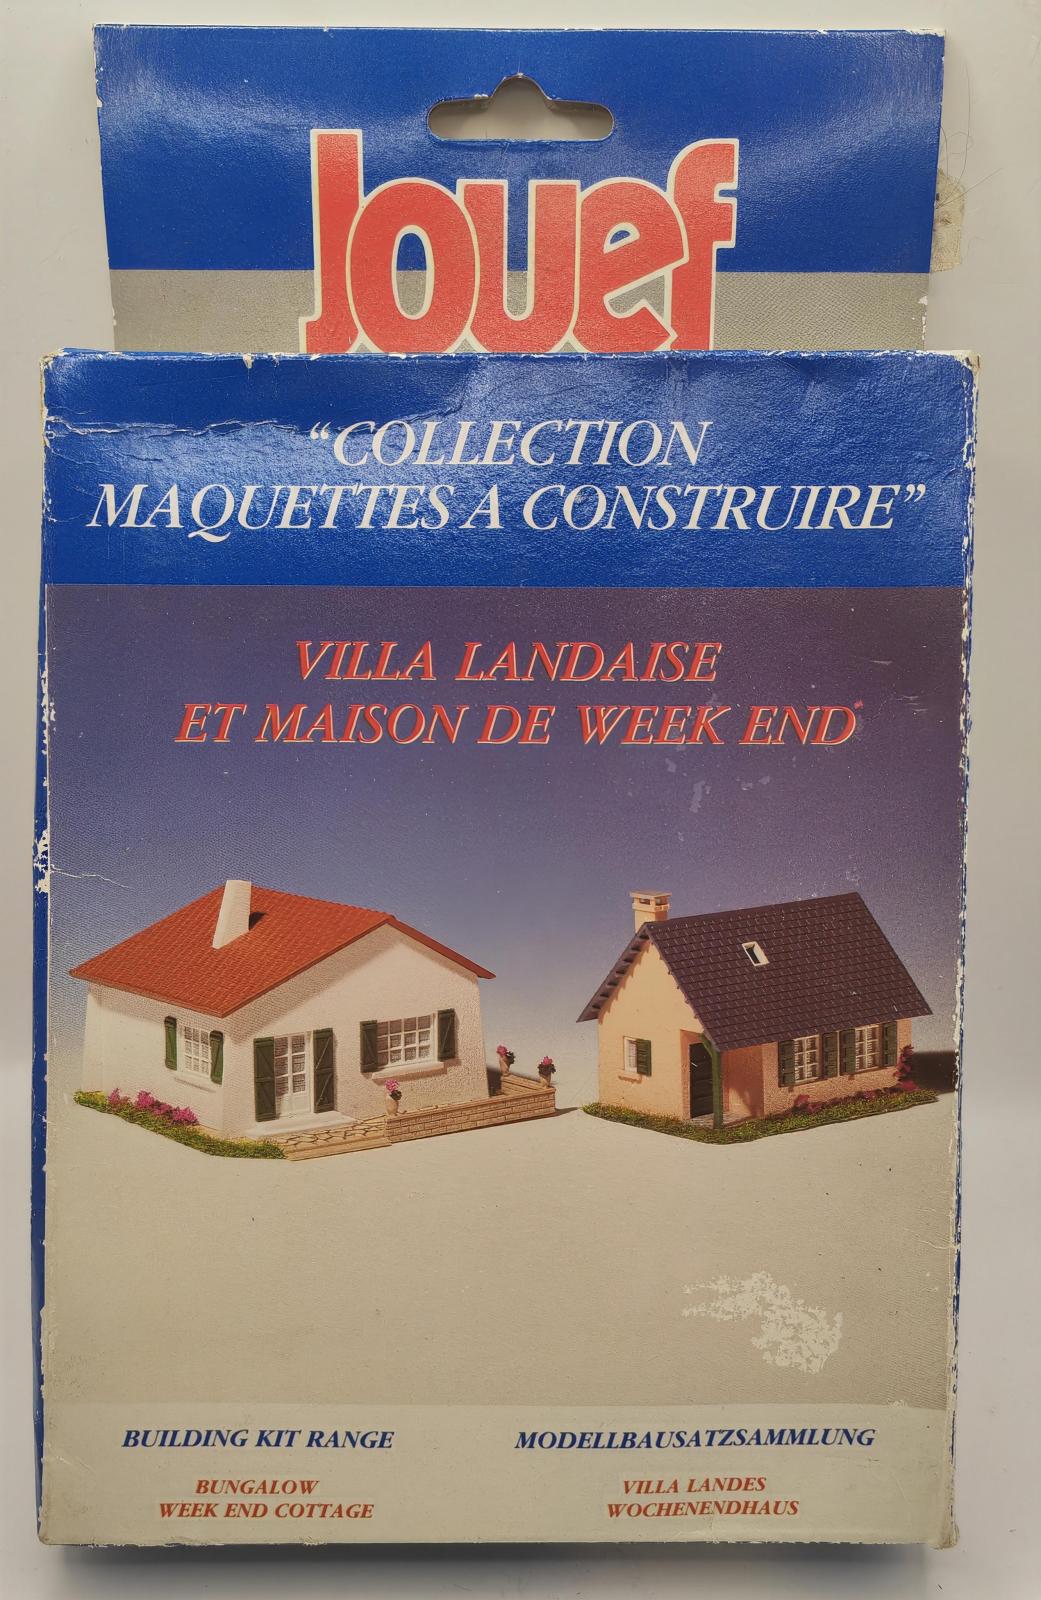 Jouef
“COLLECTION
MAQUETTES A CONSTRUIRE”
VILLA LANDAISE
ET MAISON DE WEEK END
BUILDING KIT RANGE
BUNGALOW
WEEK END COTTAGE
MODELLBAUSATZSAMMLUNG
VILLA LANDES
WOCHENENDHAUS